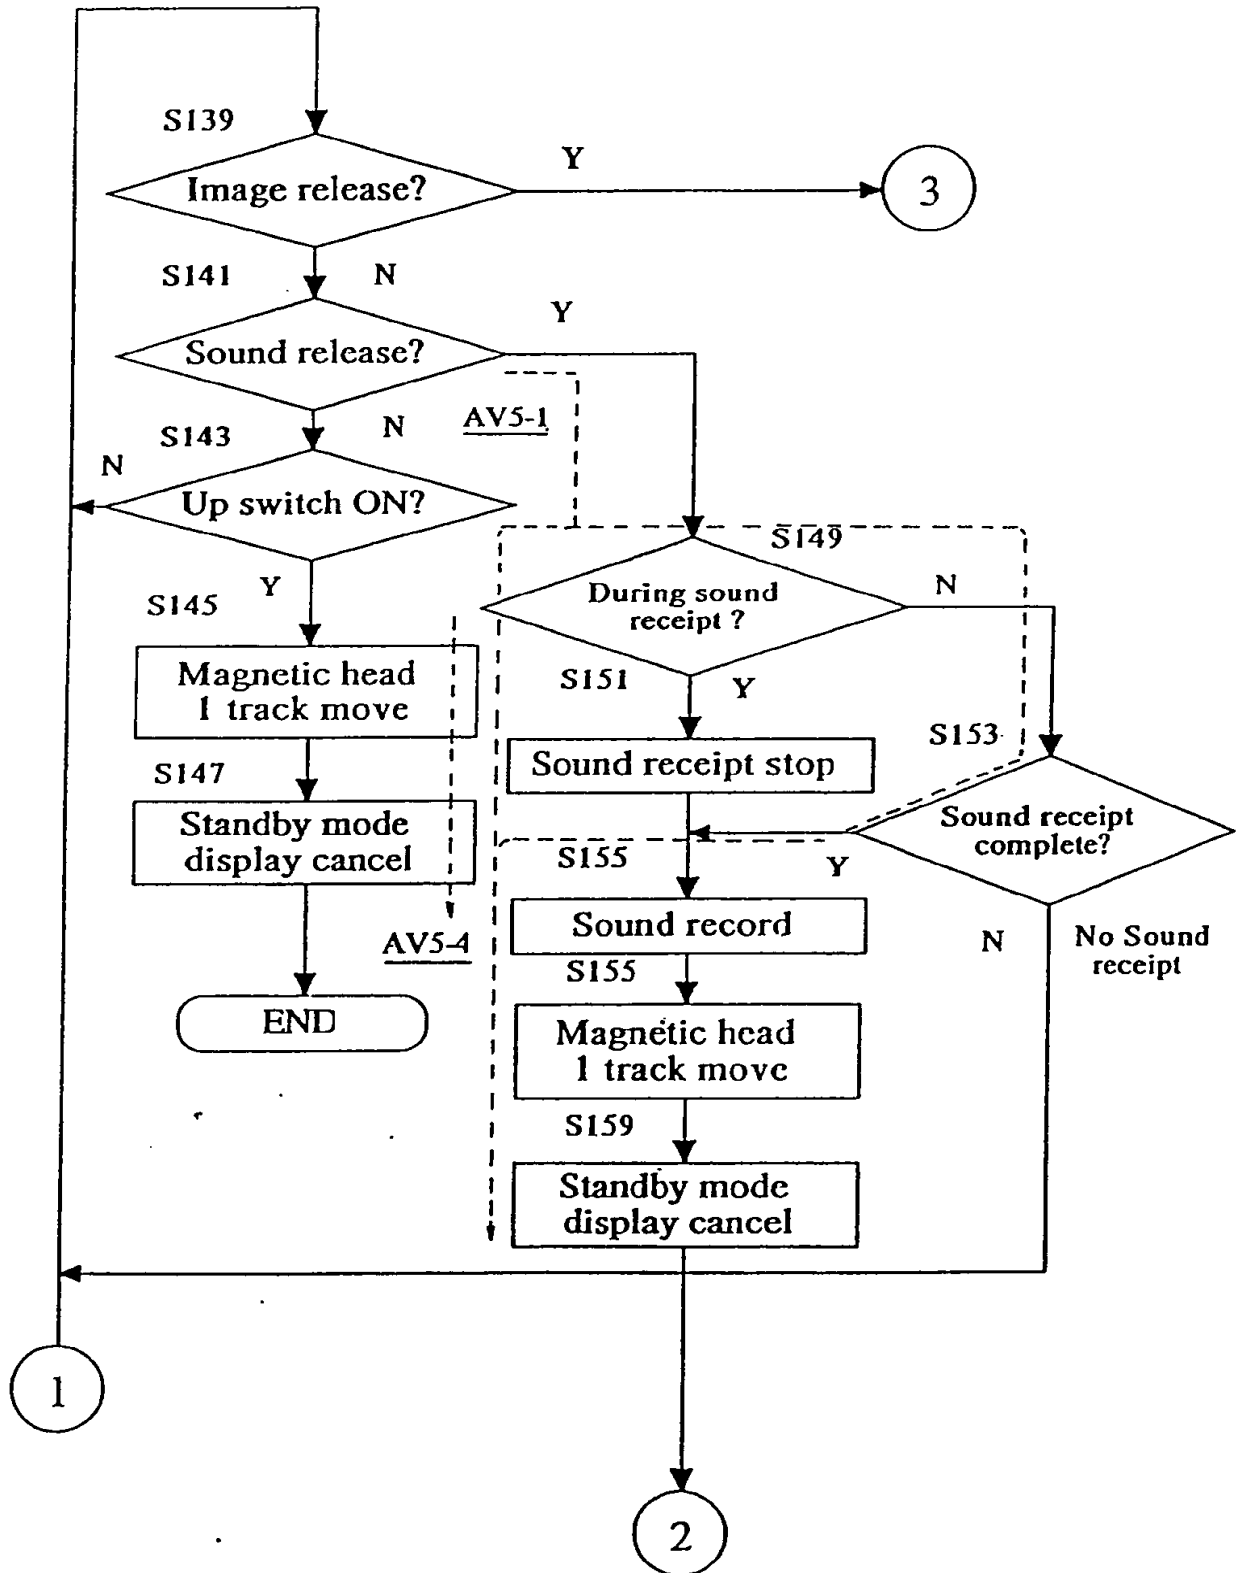 S139
Image release?
Y
3
S141
N
Sound release?
Y
S143
N
AV5-1
N
Up switch ON?
S149
Y
During sound
receipt ?
N
S145
Magnetic head
1 track move
S151
Y
S153
S147
Sound receipt stop
Standby mode
display cancel
Sound receipt
complete?
S155
Y
Sound record
AV5-4
N
No Sound
receipt
S155
END
Magnetic head
1 track move
S159
Standby mode
display cancel
1
2